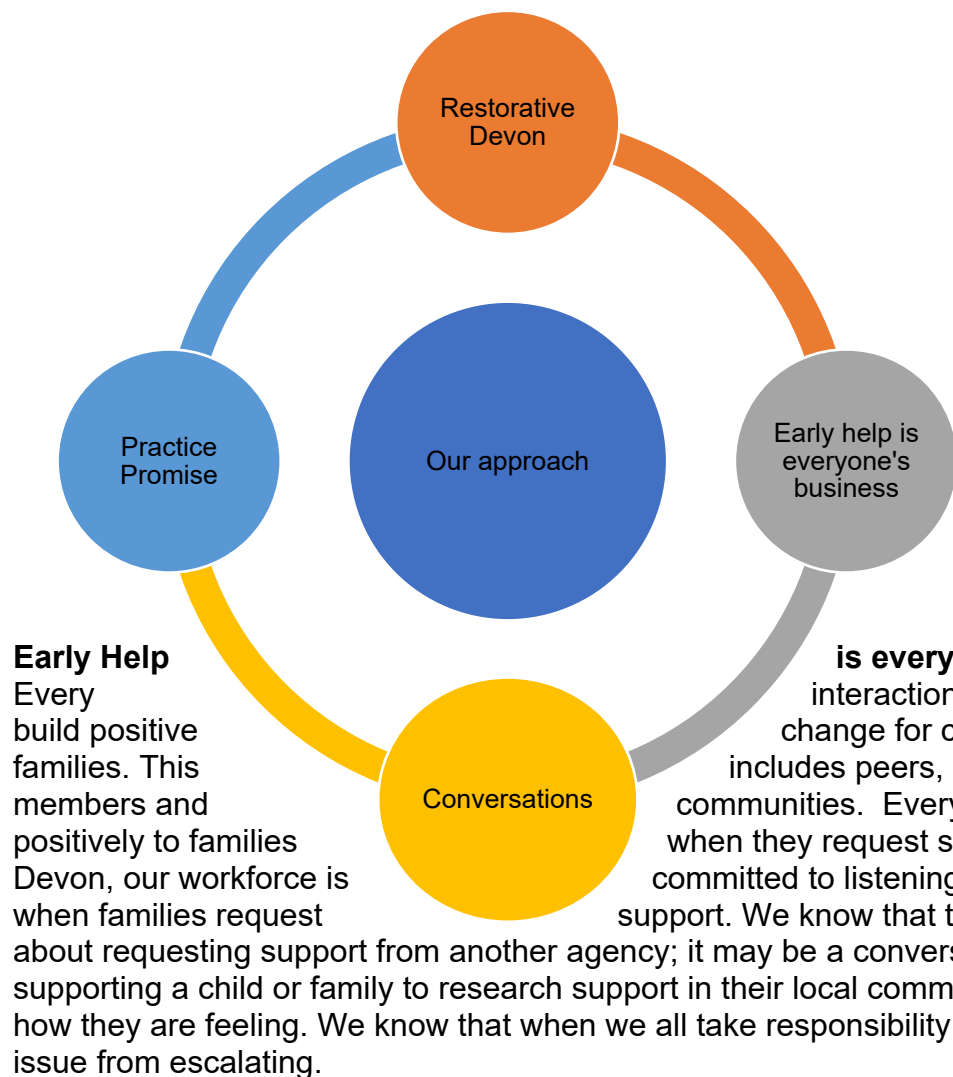 Restorative
Devon
Practice
Promise
Our approach
Early help is
everyone's
business
Conversations
Early Help is every
Every interaction
build positive change for
families. This includes peers,
members and communities. Every
positively to families when they request
Devon, our workforce is committed to listening
when families request support. We know that
about requesting support from another agency; it may be a
supporting a child or family to research support in their local
how they are feeling. We know that when we all take responsibility
issue from escalating.